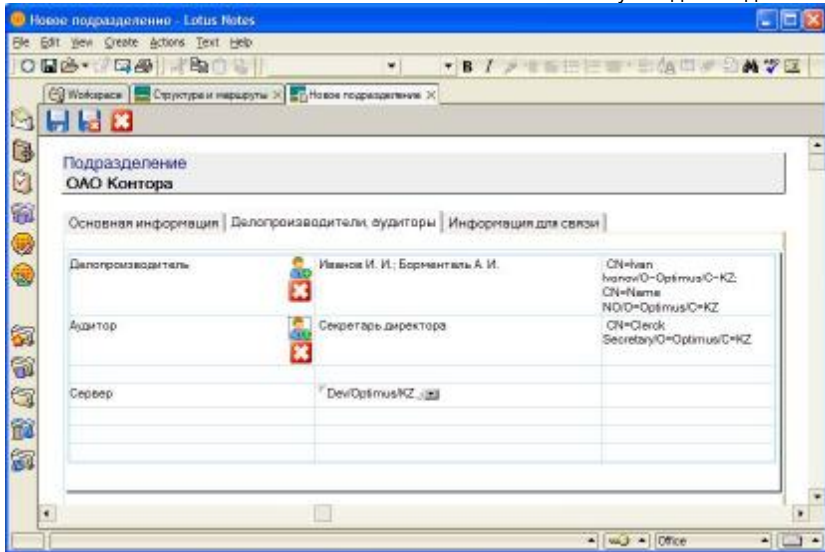 Новое подразделение - Lotus Notes
File Edit View Create Actions Text Help
B I
Workspace Структура и маршруты Новое подразделение
Подразделение
ОАО Контора
Основная информация Делопроизводители, аудиторы Информация для связи
Делопроизводитель Иванов И. И.; Борменталь А. И. CN=Ivan
Ivanov/O=Optimus/C=KZ;
CN=Name
NO/O=Optimus/C=KZ
Аудитор Секретарь директора CN=Clerck
Secretary/O=Optimus/C=KZ
Сервер Dev/Optimus/KZ
Office